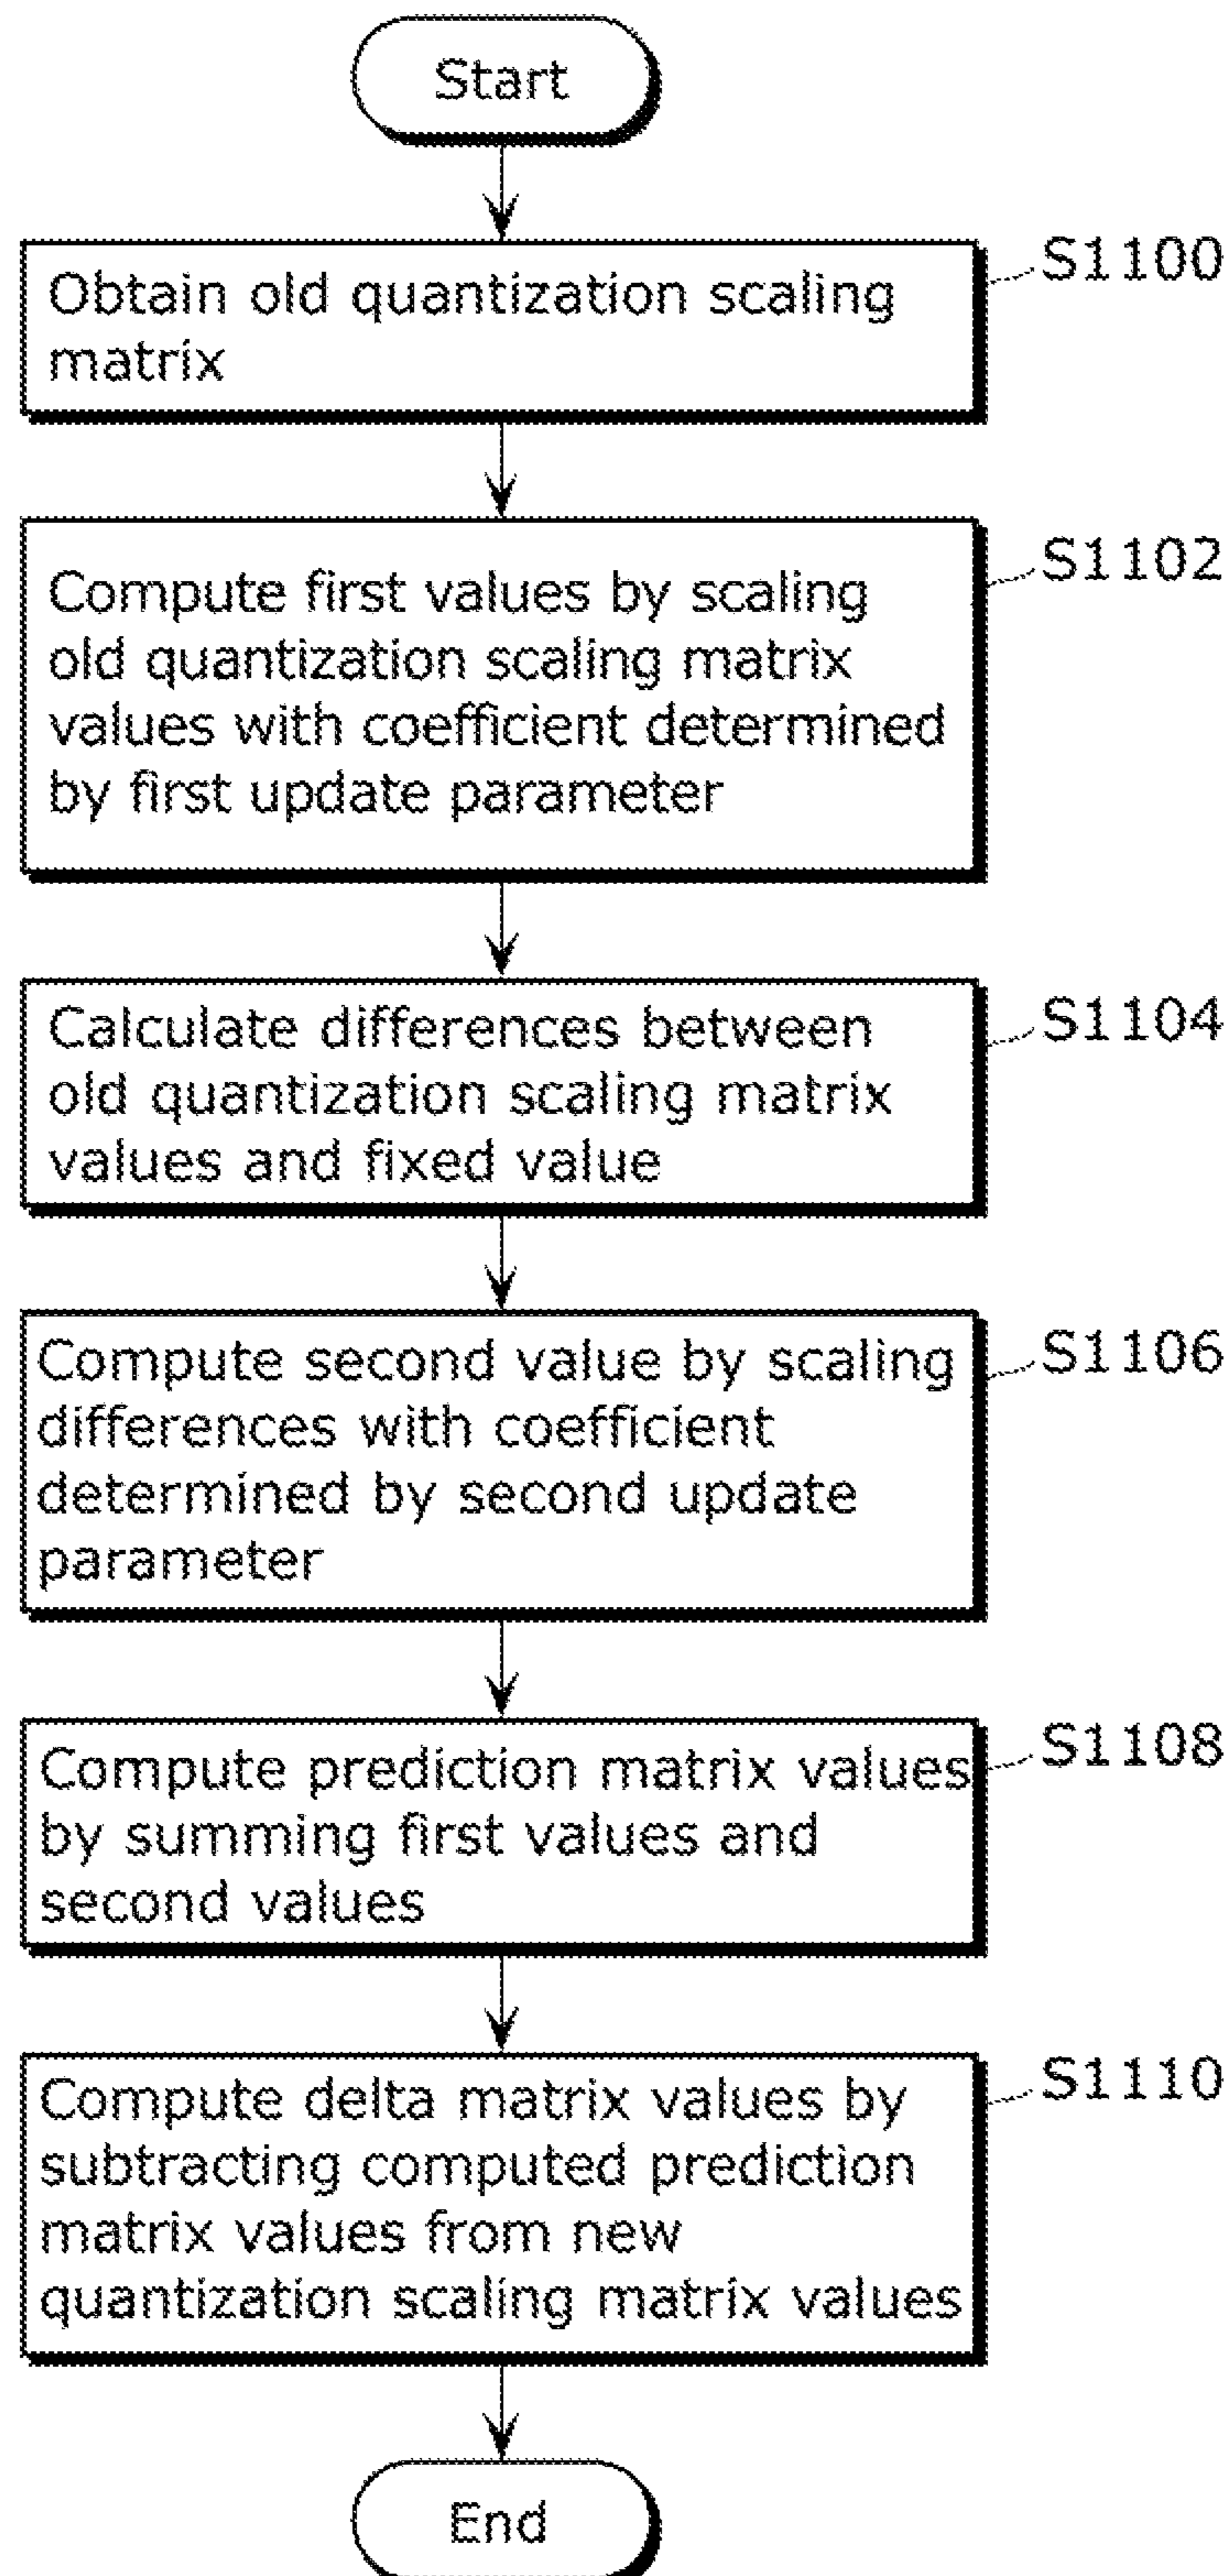 Start
S1100
Obtain old quantization scaling
matrix
S1102
Compute first values by scaling
old quantization scaling matrix
values with coefficient determined
by first update parameter
S1104
Calculate differences between
old quantization scaling matrix
values and fixed value
S1106
Compute second value by scaling
differences with coefficient
determined by second update
parameter
S1108
Compute prediction matrix values
by summing first values and
second values
S1110
Compute delta matrix values by
subtracting computed prediction
matrix values from new
quantization scaling matrix values
End